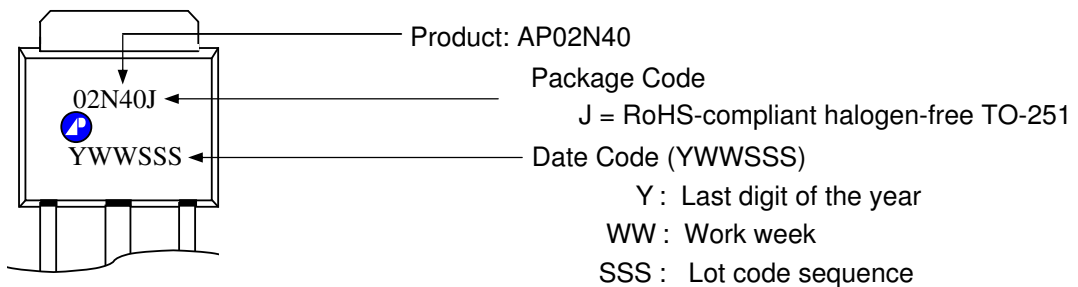 Product: AP02N40
02N40J
Package Code
J = RoHS-compliant halogen-free TO-251
AP
YWWSSS
Date Code (YWWSSS)
Y : Last digit of the year
WW : Work week
SSS : Lot code sequence